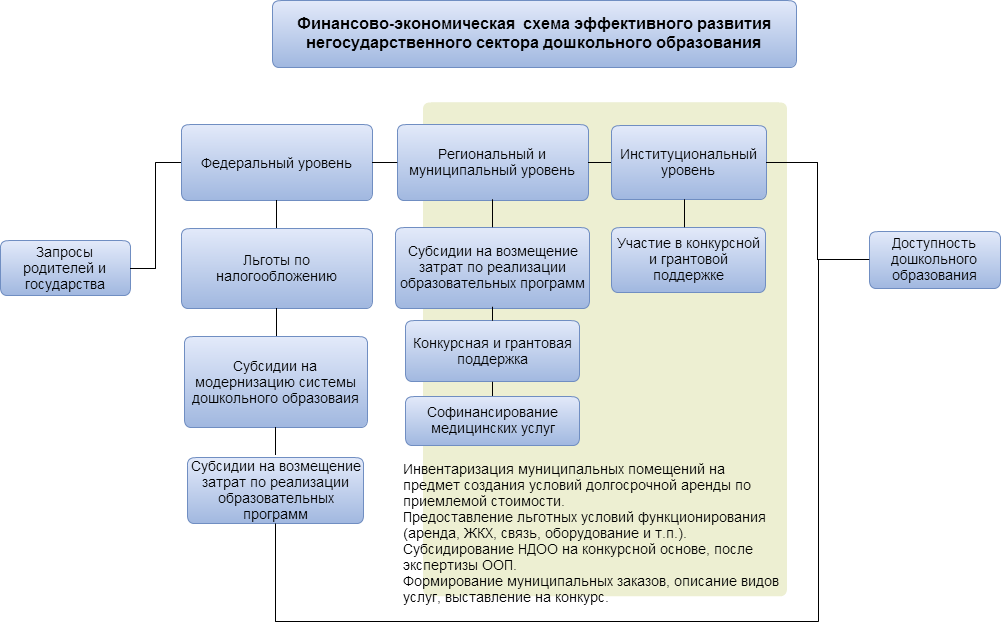 Финансово-экономическая схема эффективного развития
негосударственного сектора дошкольного образования
Запросы
родителей и
государства
Федеральный уровень
Льготы по
налогообложению
Субсидии на
модернизацию системы
дошкольного образоваия
Субсидии на возмещение
затрат по реализации
образовательных
программ
Региональный и
муниципальный уровень
Субсидии на возмещение
затрат по реализации
образовательных программ
Конкурсная и грантовая
поддержка
Софинансирование
медицинских услуг
Институциональный
уровень
Участие в конкурсной
и грантовой
поддержке
Инвентаризация муниципальных помещений на
предмет создания условий долгосрочной аренды по
приемлемой стоимости.
Предоставление льготных условий функционирования
(аренда, ЖКХ, связь, оборудование и т.п.).
Субсидирование НДОО на конкурсной основе, после
экспертизы ООП.
Формирование муниципальных заказов, описание видов
услуг, выставление на конкурс.
Доступность
дошкольного
образования